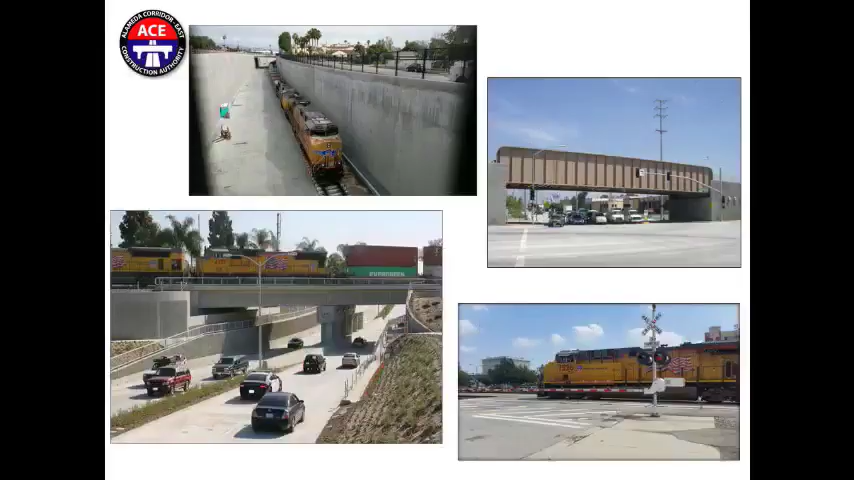 ALAMEDA CORRIDOR - EAST
ACE
CONSTRUCTION AUTHORITY
EVERGREEN